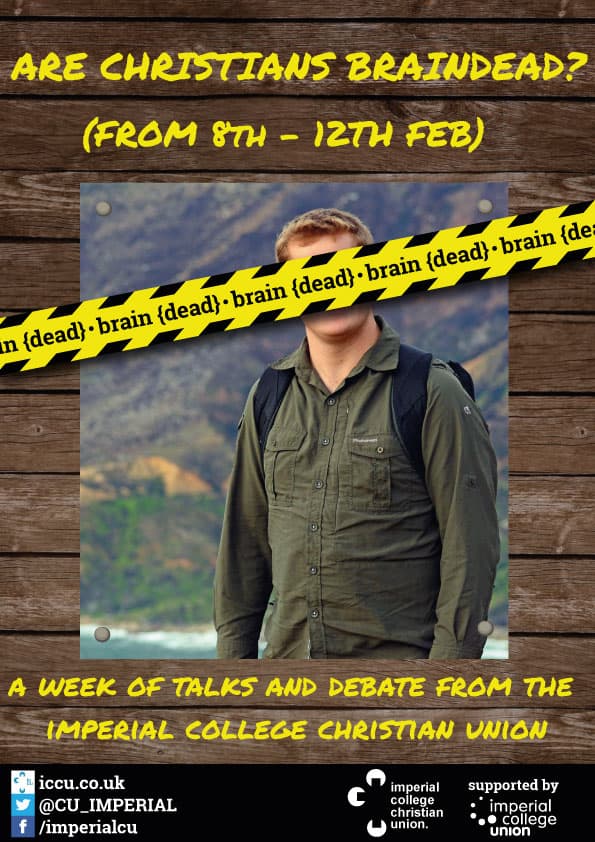 ARE CHRISTIANS BRAINDEAD?
(FROM 8TH - 12TH FEB)
in {dead} • brain {dead} • brain {dead} • brain {dead} • brain {dea
A WEEK OF TALKS AND DEBATE FROM THE
IMPERIAL COLLEGE CHRISTIAN UNION
iccu.co.uk
@CU_IMPERIAL
/imperialcu
imperial
college
christian
union.
supported by
imperial
college
union